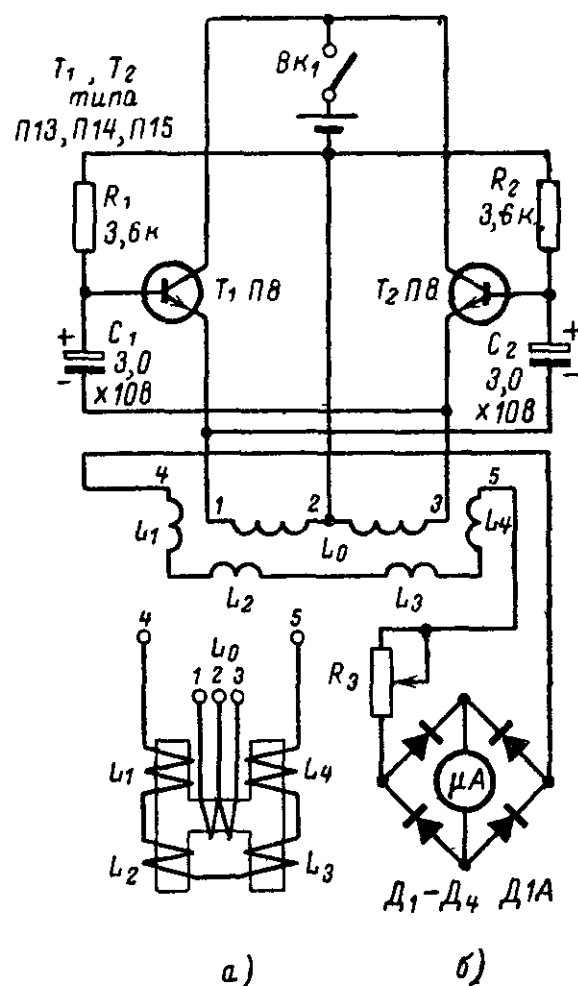 Вк₁
T₁, T₂
типа
П13, П14, П15
R₁
3,6к
R₂
3,6к
T₁ П8
T₂ П8
+
C₁
3,0
×10в
-
+
C₂
3,0
×10в
-
4
1
2
3
5
L₁
L₀
L₄
L₂
L₃
4
L₀
5
1 2 3
R₃
L₁
L₄
μA
L₂
L₃
Д₁-Д₄ Д1А
а)
б)